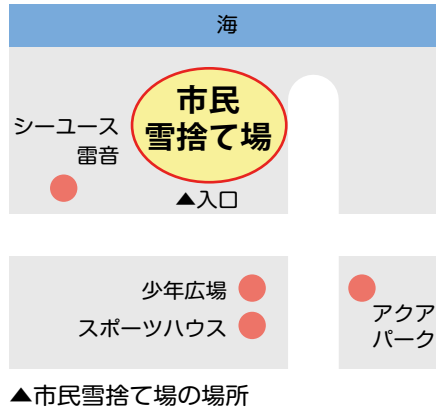 海
市民
雪捨て場
シーユース
雷音
▲入口
少年広場
スポーツハウス
アクア
パーク
▲市民雪捨て場の場所